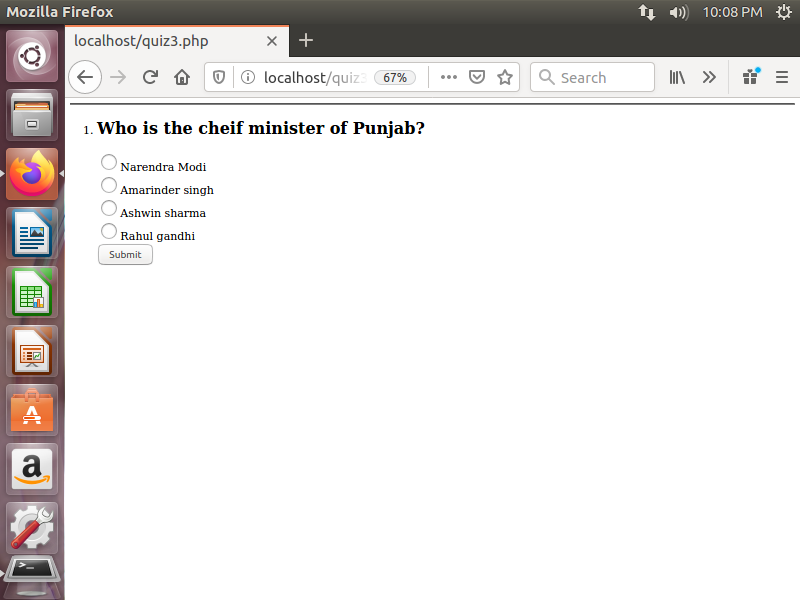 Mozilla Firefox
10:08 PM
localhost/quiz3.php
localhost/quiz3
67%
Search
1. Who is the cheif minister of Punjab?
Narendra Modi
Amarinder singh
Ashwin sharma
Rahul gandhi
Submit